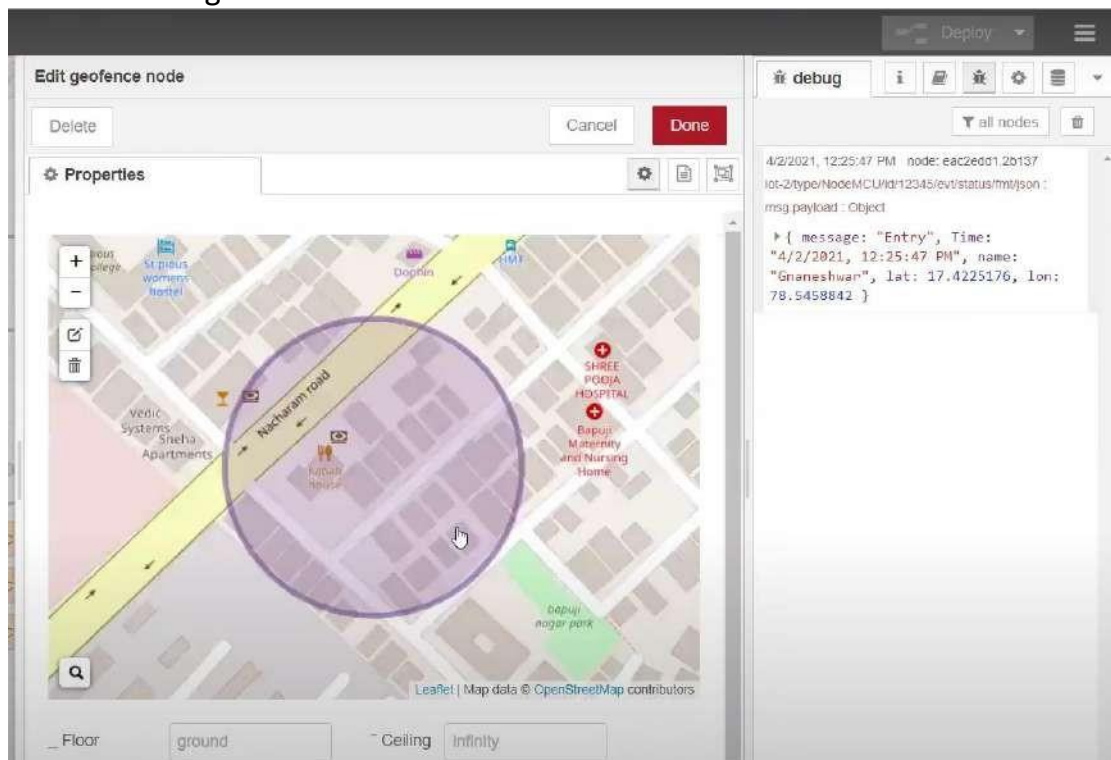 Deploy
Edit geofence node
debug
i
Delete
Cancel
Done
all nodes
Properties
4/2/2021, 12:25:47 PM node: eac2edd1.2b137
iot-2/type/NodeMCU/id/12345/evt/status/fmt/json :
msg.payload : Object
{ message: "Entry", Time:
"4/2/2021, 12:25:47 PM", name:
"Gnaneshwar", lat: 17.4225176, lon:
78.5458842 }
+
−
St pious
womens
Hostel
Dolphin
HMT
Nacharam road
SHREE
POOJA
HOSPITAL
Bapuji
Maternity
and Nursing
Home
Vedic
Systems
Sneha
Apartments
kabab
house
bapuji
nagar park
Leaflet | Map data © OpenStreetMap contributors
Floor
ground
Ceiling
Infinity